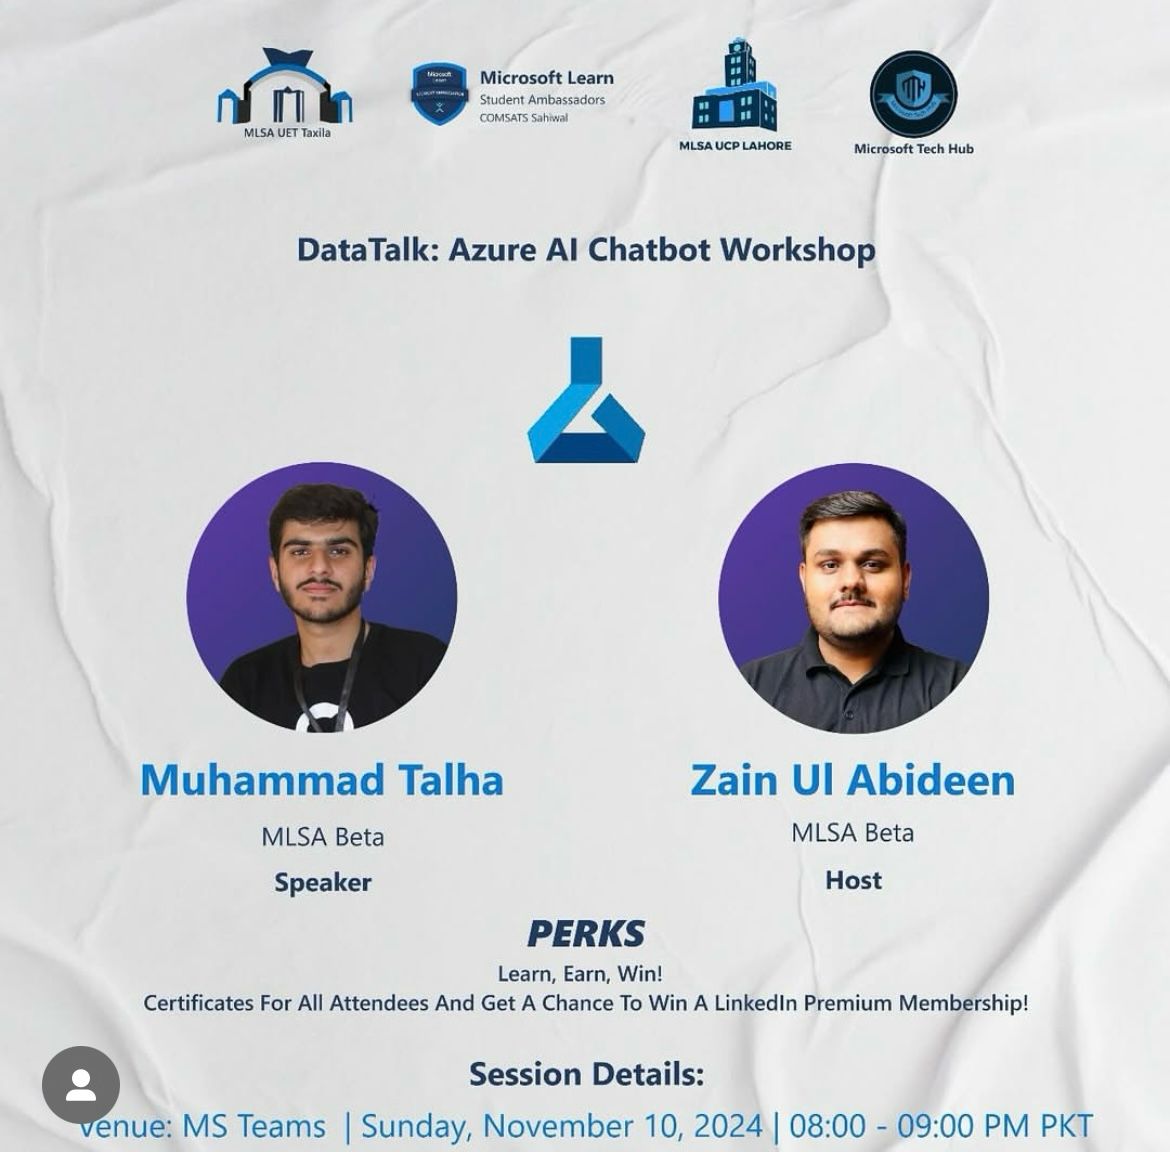 MLSA UET Taxila
Microsoft Learn
Student Ambassadors
COMSATS Sahiwal
MLSA UCP LAHORE
Microsoft Tech Hub
DataTalk: Azure AI Chatbot Workshop
Muhammad Talha
MLSA Beta
Speaker
Zain Ul Abideen
MLSA Beta
Host
PERKS
Learn, Earn, Win!
Certificates For All Attendees And Get A Chance To Win A LinkedIn Premium Membership!
Session Details:
Venue: MS Teams | Sunday, November 10, 2024 | 08:00 - 09:00 PM PKT